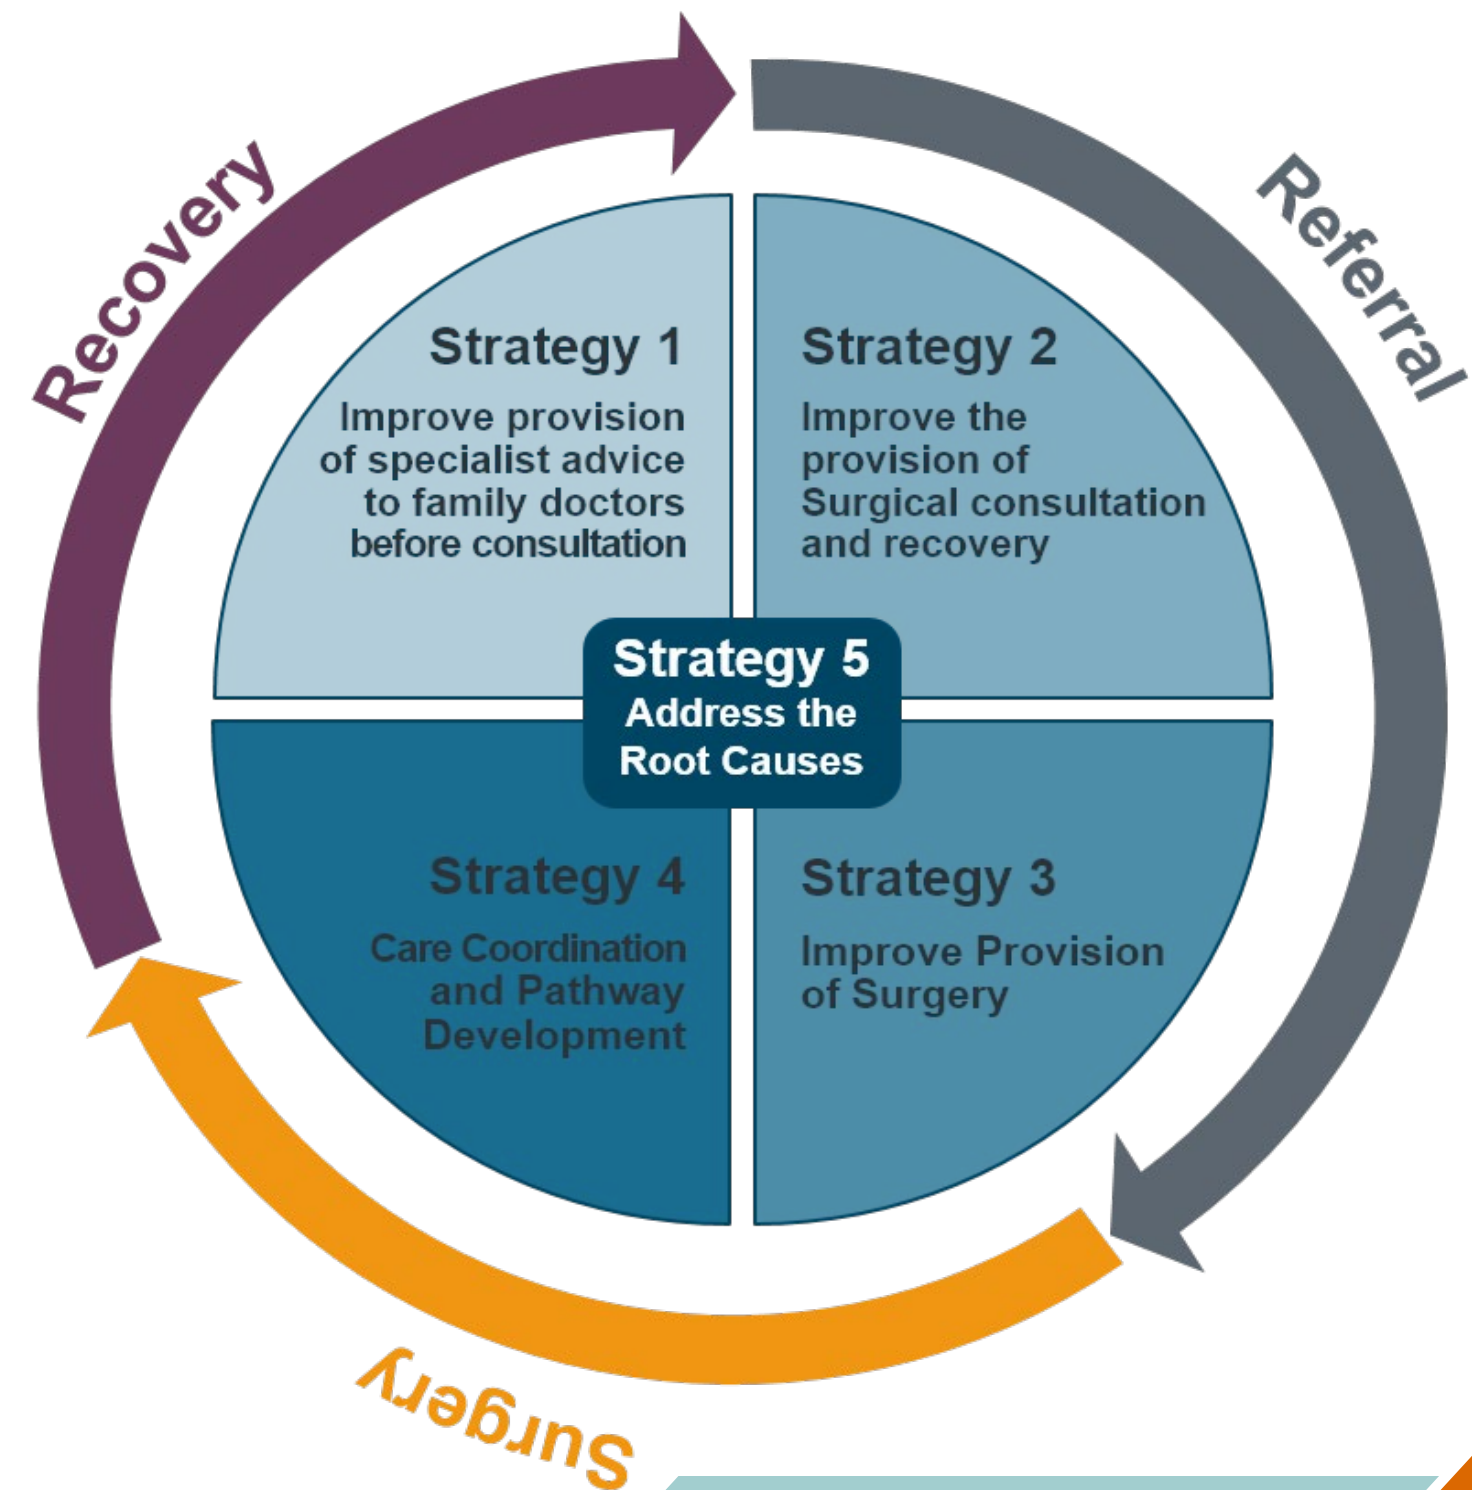 Recovery
Referral
Strategy 1
Improve provision
of specialist advice
to family doctors
before consultation
Strategy 2
Improve the
provision of
Surgical consultation
and recovery
Strategy 5
Address the
Root Causes
Strategy 4
Care Coordination
and Pathway
Development
Strategy 3
Improve Provision
of Surgery
Surgery